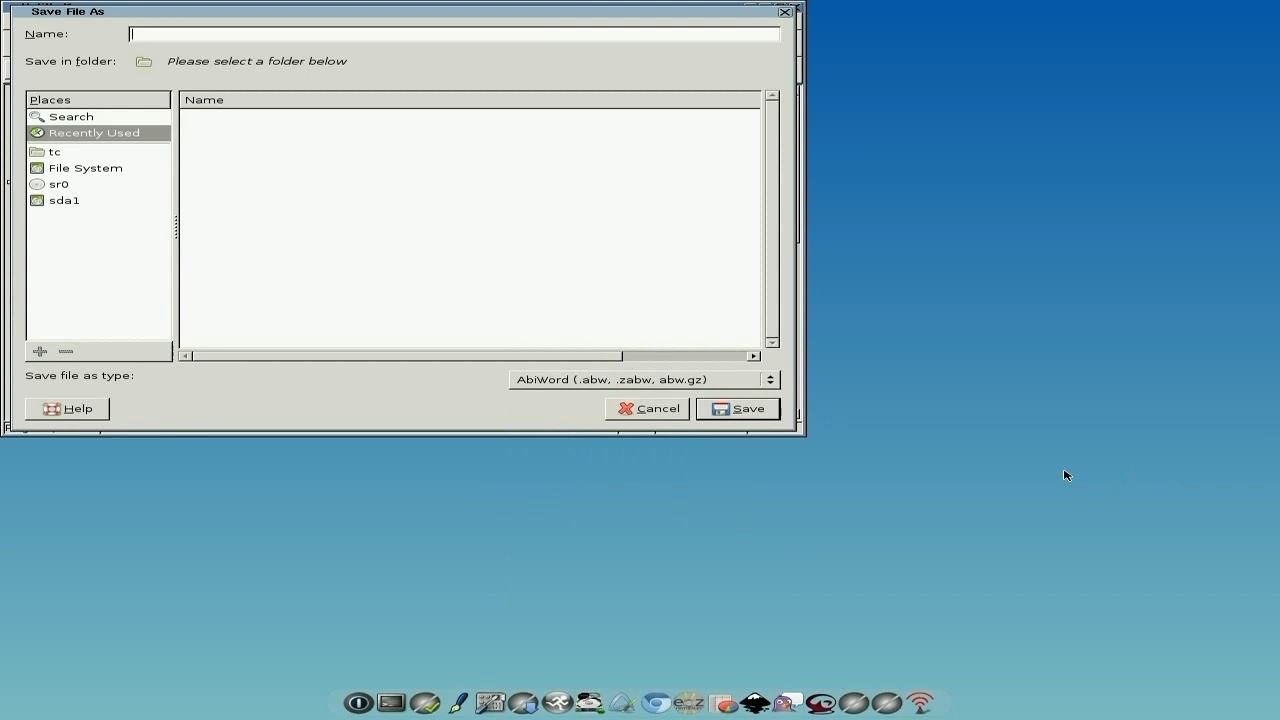 Save File As
Name:
Save in folder: Please select a folder below
Places
Name
Search
Recently Used
tc
File System
sr0
sda1
Save file as type:
AbiWord (.abw, .zabw, abw.gz)
Help
Cancel
Save